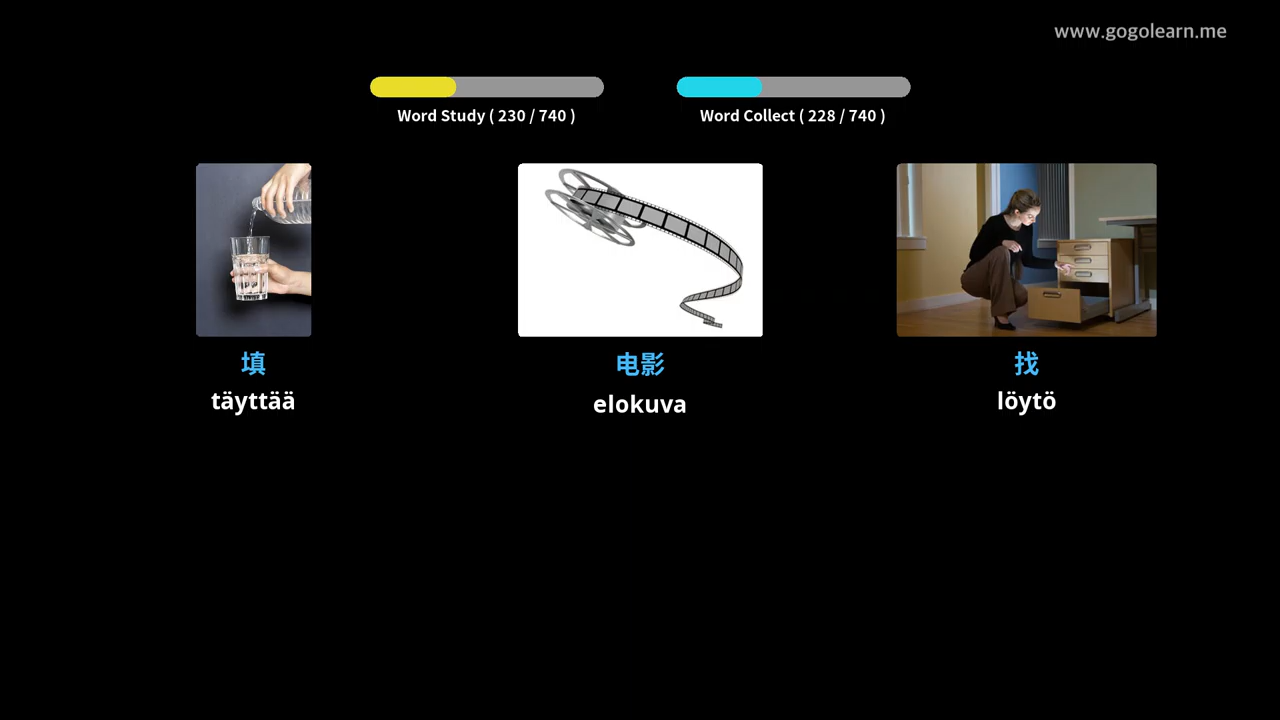 www.gogolearn.me
Word Study ( 230 / 740 )
Word Collect ( 228 / 740 )
填
täyttää
电影
elokuva
找
löytö